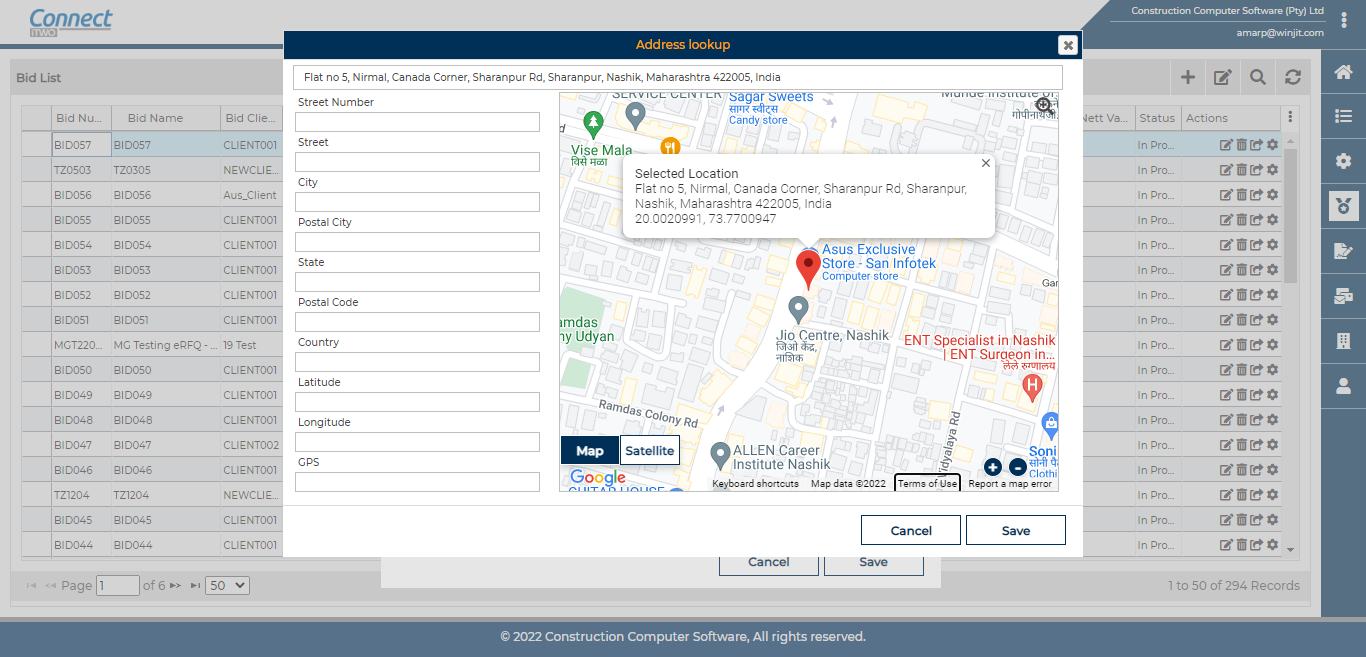 Connect
iTWO
Construction Computer Software (Pty) Ltd
amarp@winjit.com
Address lookup
Bid List
Flat no 5, Nirmal, Canada Corner, Sharanpur Rd, Sharanpur, Nashik, Maharashtra 422005, India
Street Number
Street
City
Postal City
State
Postal Code
Country
Latitude
Longitude
GPS
SERVICE CENTER
Sagar Sweets
सागर स्वीट्स
Candy store
Vise Mala
विसे मळा
Selected Location
Flat no 5, Nirmal, Canada Corner, Sharanpur Rd, Sharanpur,
Nashik, Maharashtra 422005, India
20.0020991, 73.7700947
Asus Exclusive
Store - San Infotek
Computer store
Jio Centre, Nashik
जिओ केंद्र,
नाशिक
ENT Specialist in Nashik
| ENT Surgeon in...
लेले रुग्णालय
H
Ramdas Colony Rd
ALLEN Career
Institute Nashik
Map Satellite
Google
GUITAR HOUSE
Keyboard shortcuts Map data ©2022 Terms of Use Report a map error
Cancel Save
Cancel Save
Bid Nu... Bid Name Bid Clie... Nett Va... Status Actions
BID057 BID057 CLIENT001 In Pro...
TZ0503 TZ0305 NEWCLIE... In Pro...
BID056 BID056 Aus_Client In Pro...
BID055 BID055 CLIENT001 In Pro...
BID054 BID054 CLIENT001 In Pro...
BID053 BID053 CLIENT001 In Pro...
BID052 BID052 CLIENT001 In Pro...
BID051 BID051 CLIENT001 In Pro...
MGT220... MG Testing eRFQ - ... 19 Test In Pro...
BID050 BID050 CLIENT001 In Pro...
BID049 BID049 CLIENT001 In Pro...
BID048 BID048 CLIENT001 In Pro...
BID047 BID047 CLIENT002 In Pro...
BID046 BID046 CLIENT001 In Pro...
TZ1204 TZ1204 NEWCLIE... In Pro...
BID045 BID045 CLIENT001 In Pro...
BID044 BID044 CLIENT001 In Pro...
Page 1 of 6 50
1 to 50 of 294 Records
© 2022 Construction Computer Software, All rights reserved.